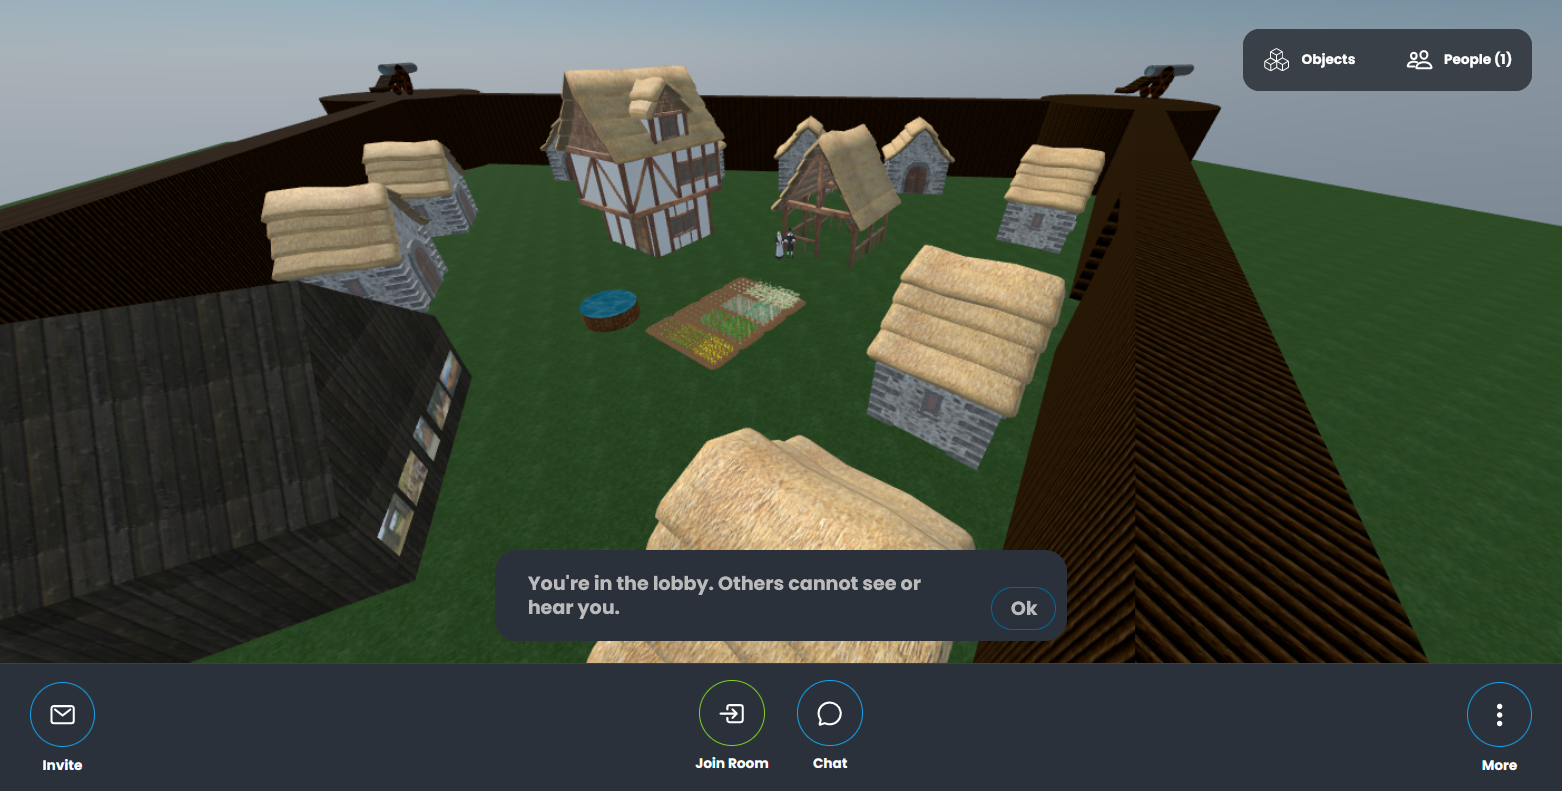 Objects
People (1)
You're in the lobby. Others cannot see or
hear you.
Ok
Invite
Join Room
Chat
More